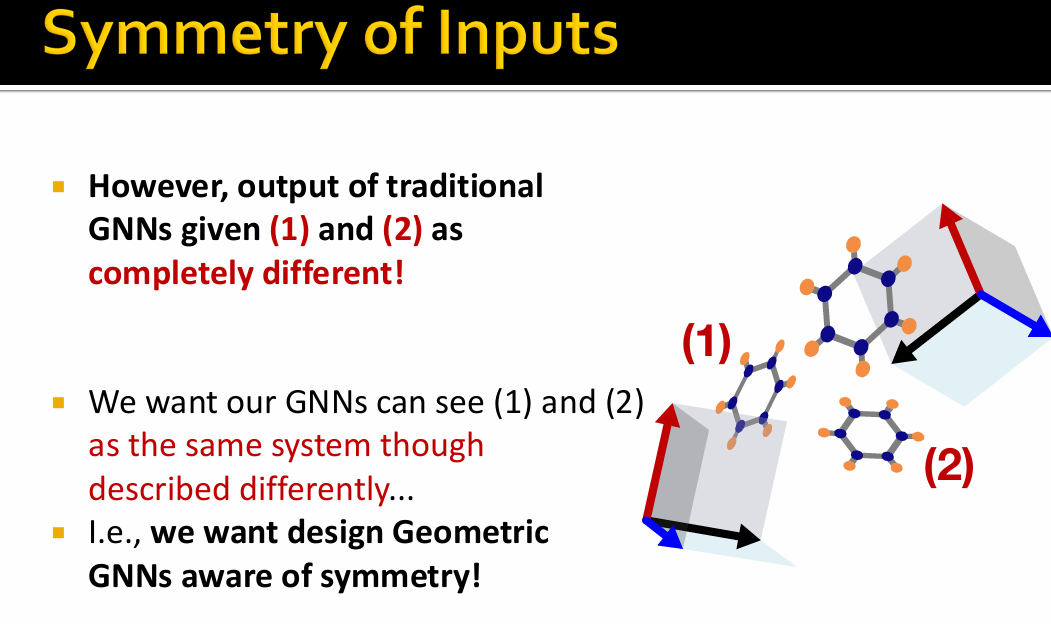 Symmetry of Inputs
However, output of traditional
GNNs given (1) and (2) as
completely different!
We want our GNNs can see (1) and (2)
as the same system though
described differently...
I.e., we want design Geometric
GNNs aware of symmetry!
(1)
(2)